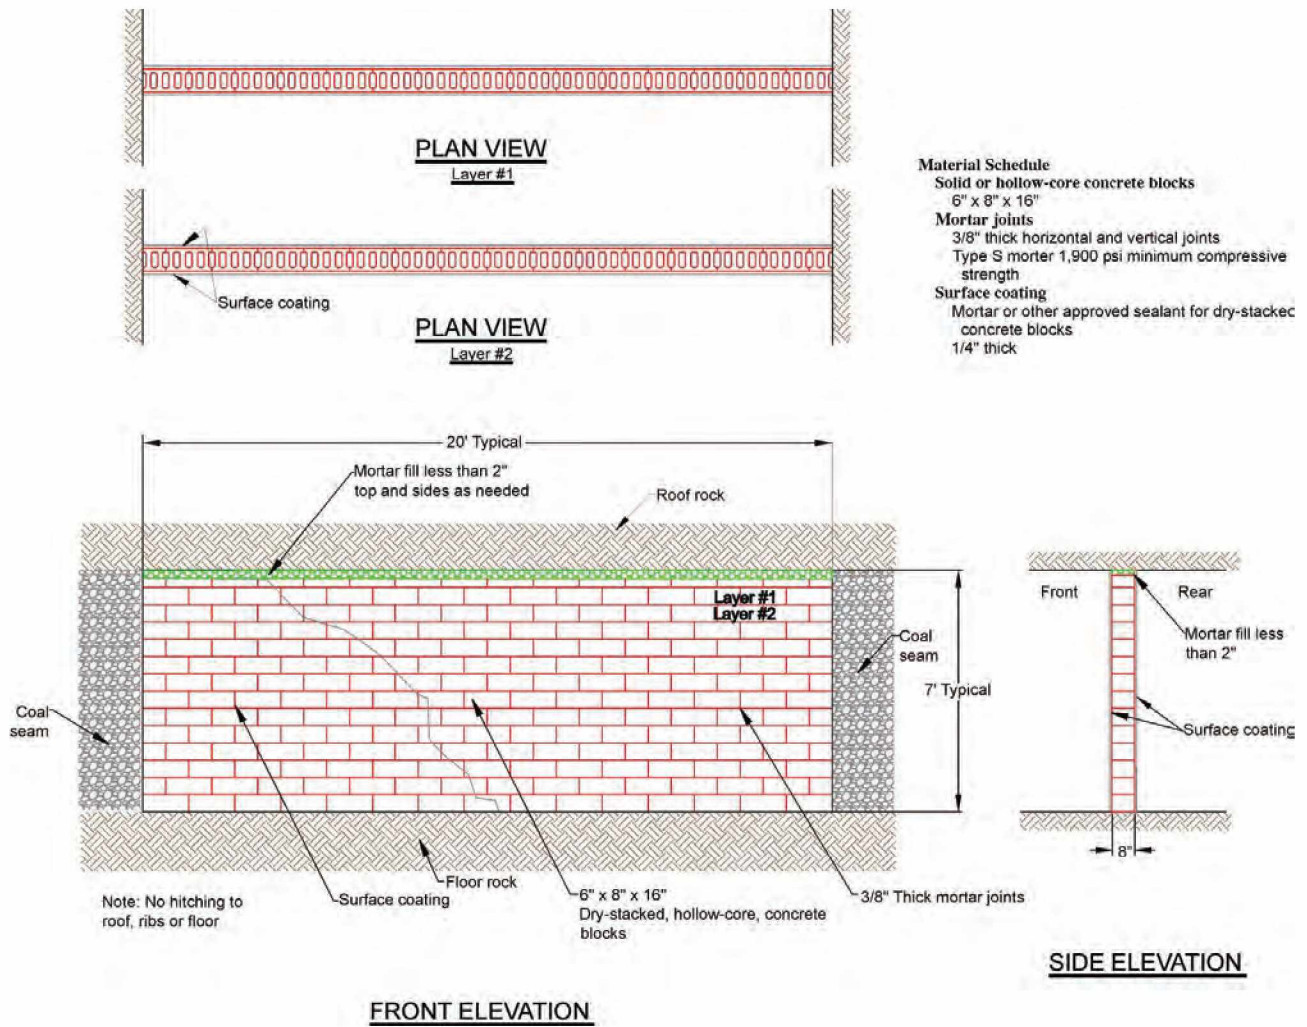 PLAN VIEW
Layer #1
Surface coating
PLAN VIEW
Layer #2
Material Schedule
Solid or hollow-core concrete blocks
6" x 8" x 16"
Mortar joints
3/8" thick horizontal and vertical joints
Type S morter 1,900 psi minimum compressive
strength
Surface coating
Mortar or other approved sealant for dry-stacked
concrete blocks
1/4" thick
20' Typical
Mortar fill less than 2"
top and sides as needed
Roof rock
Layer #1
Layer #2
Coal
seam
7' Typical
Coal
seam
Floor rock
Surface coating
6" x 8" x 16"
Dry-stacked, hollow-core, concrete
blocks
3/8" Thick mortar joints
Note: No hitching to
roof, ribs or floor
FRONT ELEVATION
Front
Rear
Mortar fill less
than 2"
Surface coating
8"
SIDE ELEVATION